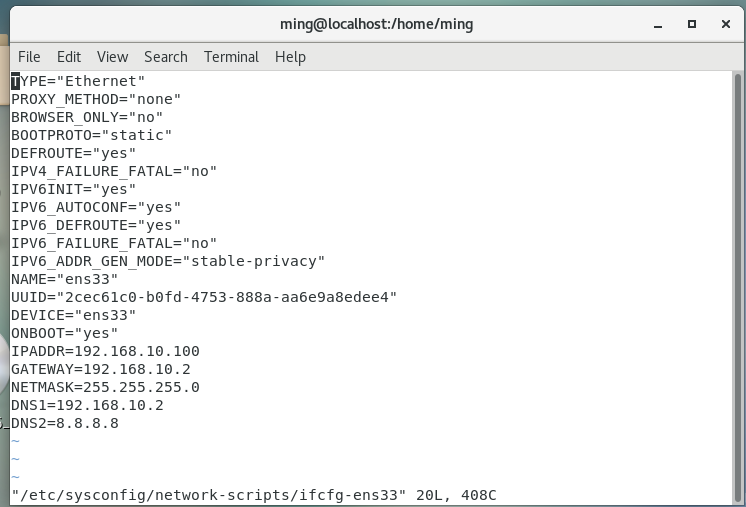 ming@localhost:/home/ming
File Edit View Search Terminal Help
TYPE="Ethernet"
PROXY_METHOD="none"
BROWSER_ONLY="no"
BOOTPROTO="static"
DEFROUTE="yes"
IPV4_FAILURE_FATAL="no"
IPV6INIT="yes"
IPV6_AUTOCONF="yes"
IPV6_DEFROUTE="yes"
IPV6_FAILURE_FATAL="no"
IPV6_ADDR_GEN_MODE="stable-privacy"
NAME="ens33"
UUID="2cec61c0-b0fd-4753-888a-aa6e9a8edee4"
DEVICE="ens33"
ONBOOT="yes"
IPADDR=192.168.10.100
GATEWAY=192.168.10.2
NETMASK=255.255.255.0
DNS1=192.168.10.2
DNS2=8.8.8.8
~
~
~
"/etc/sysconfig/network-scripts/ifcfg-ens33" 20L, 408C